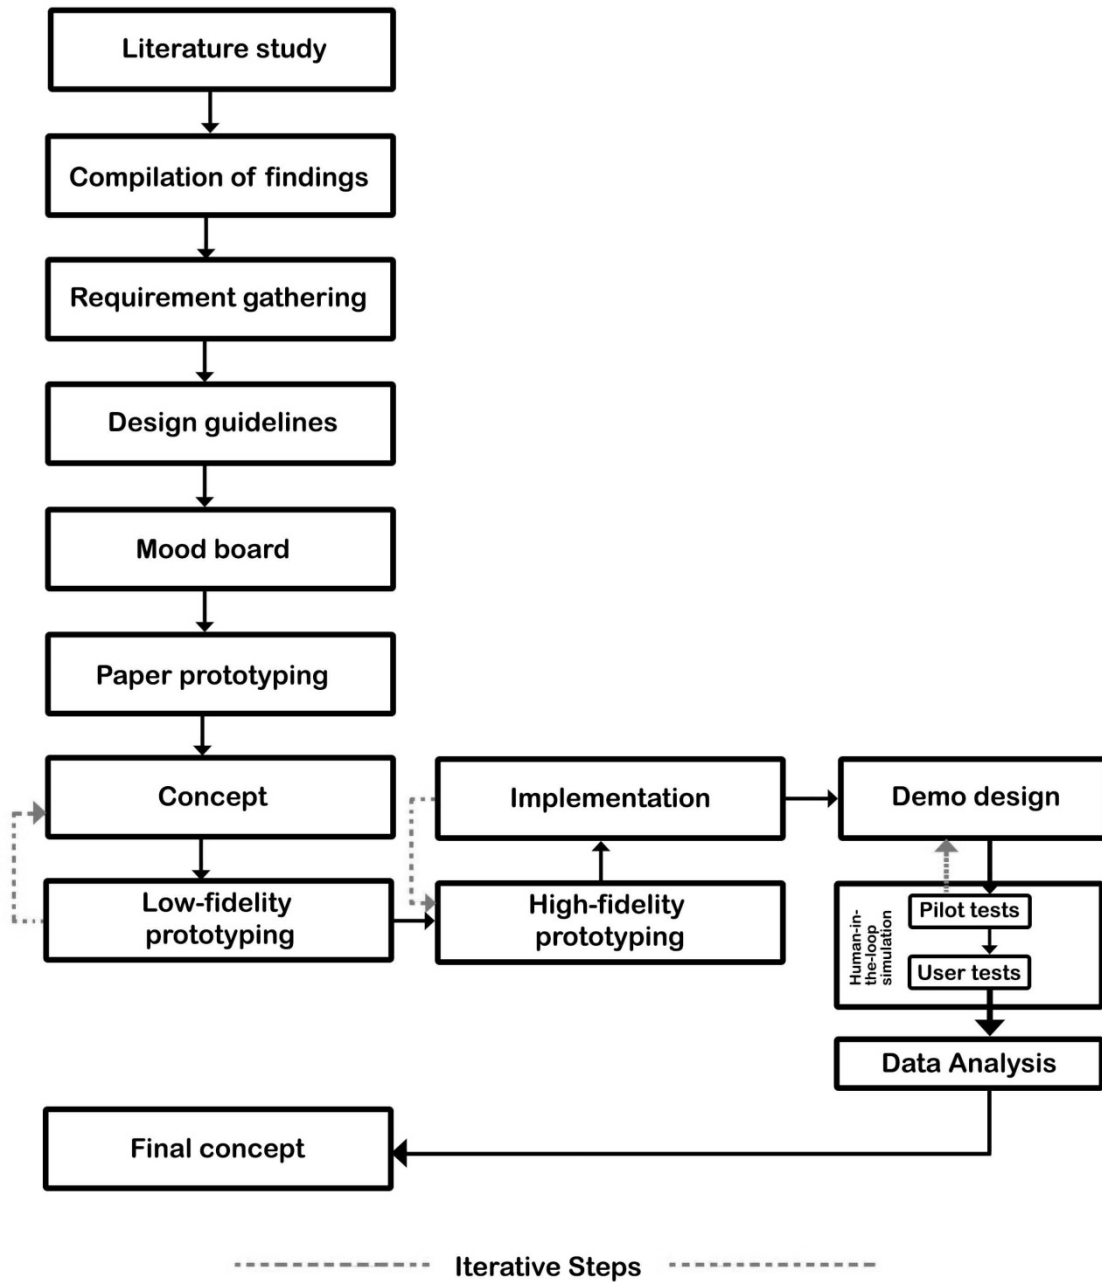 Literature study
Compilation of findings
Requirement gathering
Design guidelines
Mood board
Paper prototyping
Concept
Low-fidelity
prototyping
Implementation
High-fidelity
prototyping
Demo design
Human-in-
the-loop
simulation
Pilot tests
User tests
Data Analysis
Final concept
Iterative Steps